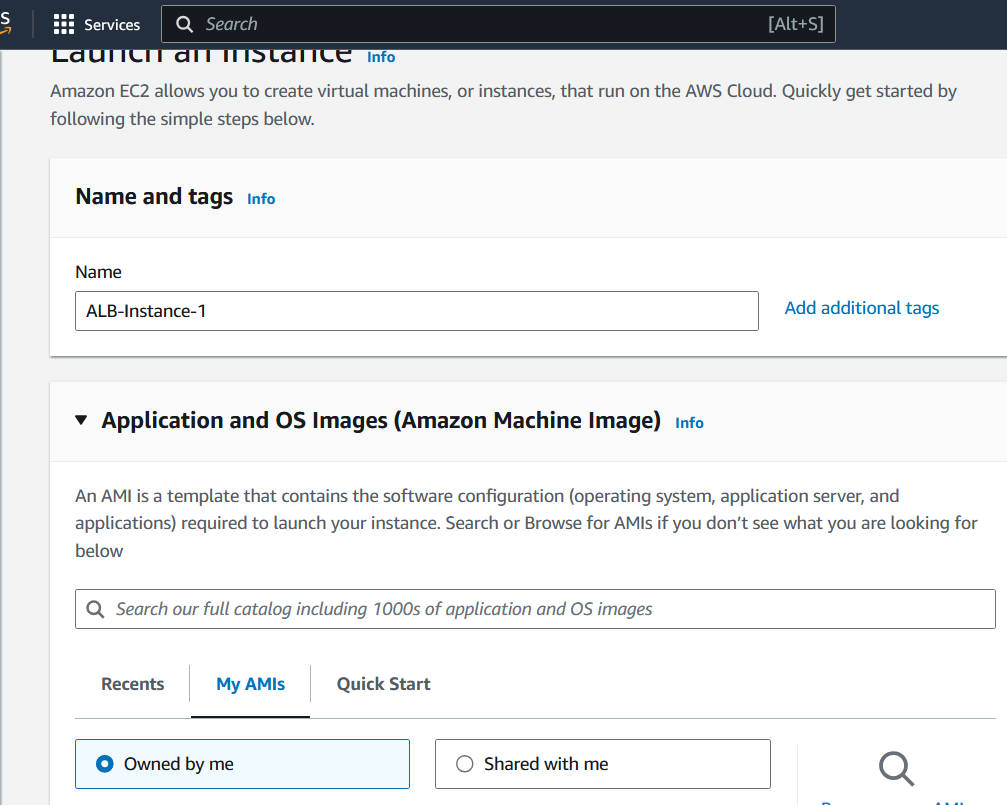 S
Services
Search
[Alt+S]
Launch an instance Info
Amazon EC2 allows you to create virtual machines, or instances, that run on the AWS Cloud. Quickly get started by
following the simple steps below.
Name and tags Info
Name
ALB-Instance-1
Add additional tags
Application and OS Images (Amazon Machine Image) Info
An AMI is a template that contains the software configuration (operating system, application server, and
applications) required to launch your instance. Search or Browse for AMIs if you don’t see what you are looking for
below
Search our full catalog including 1000s of application and OS images
Recents
My AMIs
Quick Start
Owned by me
Shared with me